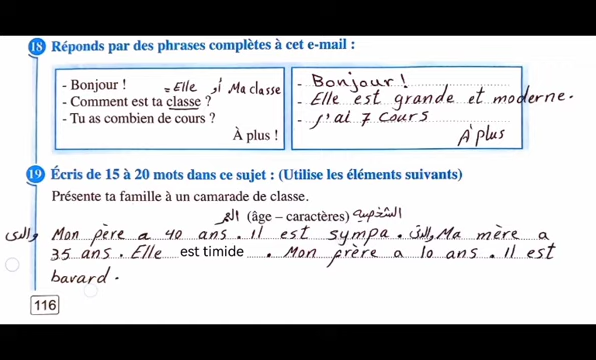 18 Réponds par des phrases complètes à cet e-mail :
- Bonjour ! = Elle أو Ma classe
- Comment est ta classe ?
- Tu as combien de cours ?
À plus !
- Bonjour !
- Elle est grande et moderne.
- J'ai 7 cours
À plus
19 Écris de 15 à 20 mots dans ce sujet : (Utilise les éléments suivants)
Présente ta famille à un camarade de classe.
العمر (âge – caractères) الشخصية
والدى Mon père a 40 ans. Il est sympa. والدتى Ma mère a
35 ans. Elle est timide . Mon frère a 10 ans. Il est
bavard.
116